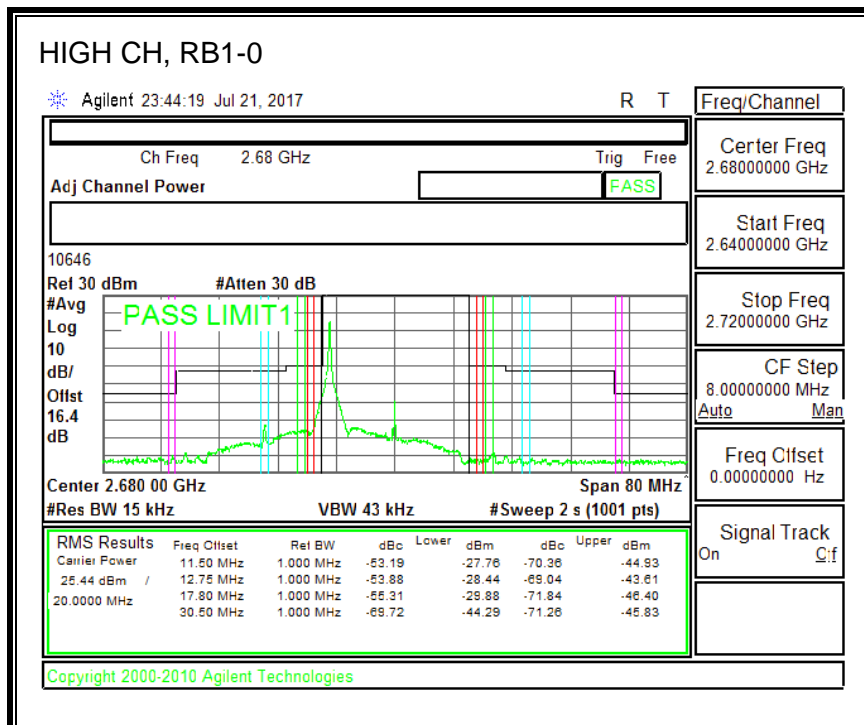 HIGH CH, RB1-0
Agilent 23:44:19 Jul 21, 2017 R T
Freq/Channel
Ch Freq 2.68 GHz Trig Free
Adj Channel Power PASS
Center Freq
2.68000000 GHz
Start Freq
2.64000000 GHz
10646
Ref 30 dBm #Atten 30 dB
#Avg
Log
10
dB/
Offst
16.4
dB
PASS LIMIT1
Stop Freq
2.72000000 GHz
CF Step
8.00000000 MHz
Auto Man
Freq Offset
0.00000000 Hz
Center 2.680 00 GHz Span 80 MHz
#Res BW 15 kHz VBW 43 kHz #Sweep 2 s (1001 pts)
Signal Track
On Off
RMS Results Freq Offset Ref BW dBc Lower dBm dBc Upper dBm
Carrier Power 11.50 MHz 1.000 MHz -53.19 -27.76 -70.36 -44.93
25.44 dBm / 12.75 MHz 1.000 MHz -53.88 -28.44 -69.04 -43.61
20.0000 MHz 17.80 MHz 1.000 MHz -55.31 -29.88 -71.84 -46.40
30.50 MHz 1.000 MHz -69.72 -44.29 -71.26 -45.83
Copyright 2000-2010 Agilent Technologies